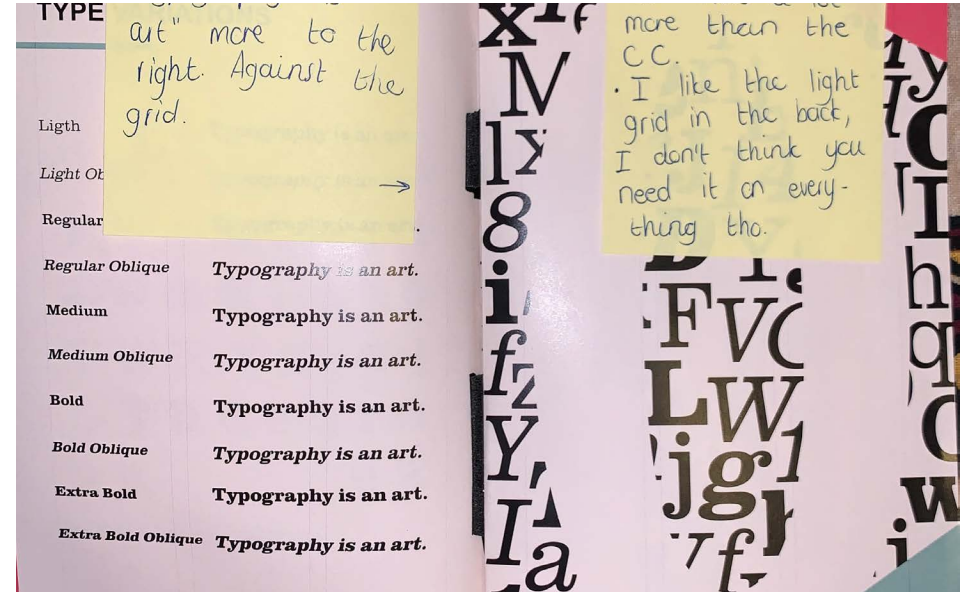 TYPE
art" more to the
right. Against the
grid.
Ligth
Light Ob
Regular
Regular Oblique Typography is an art.
Medium Typography is an art.
Medium Oblique Typography is an art.
Bold Typography is an art.
Bold Oblique Typography is an art.
Extra Bold Typography is an art.
Extra Bold Oblique Typography is an art.
more than the
CC.
· I like the light
grid in the back,
I don't think you
need it on every-
thing tho.